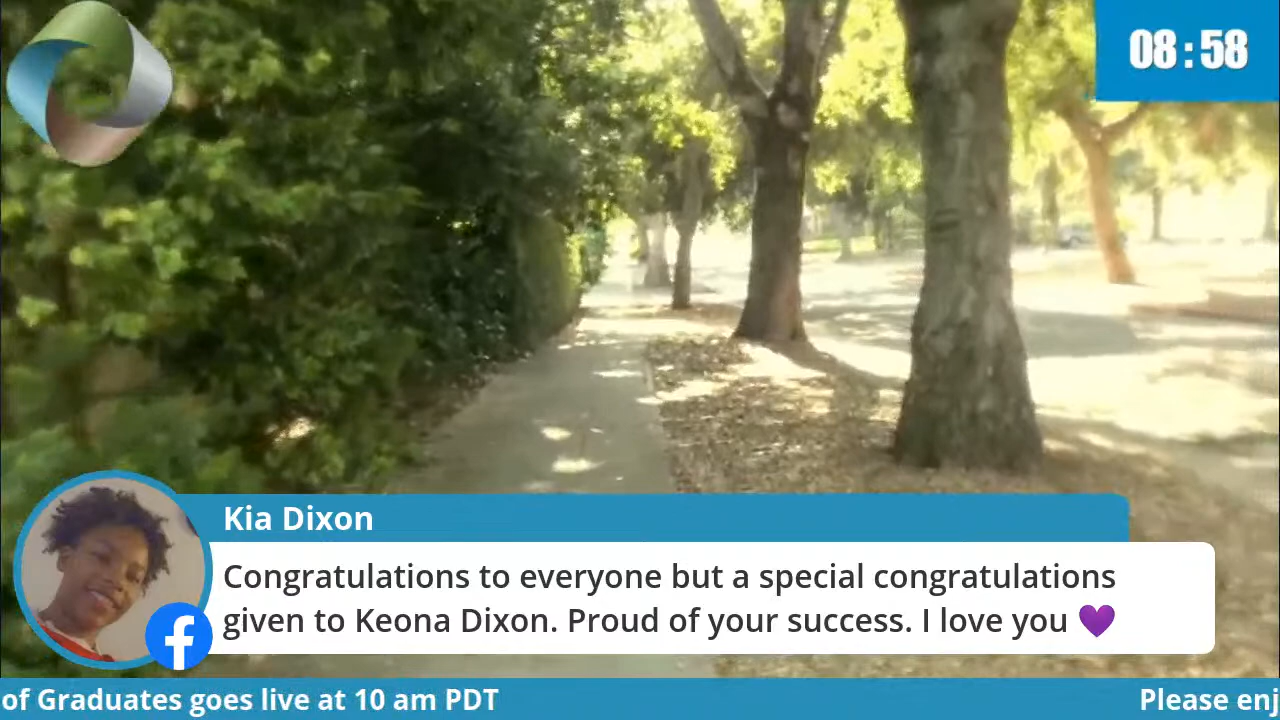 08:58
Kia Dixon
Congratulations to everyone but a special congratulations
given to Keona Dixon. Proud of your success. I love you 💜
of Graduates goes live at 10 am PDT
Please enj